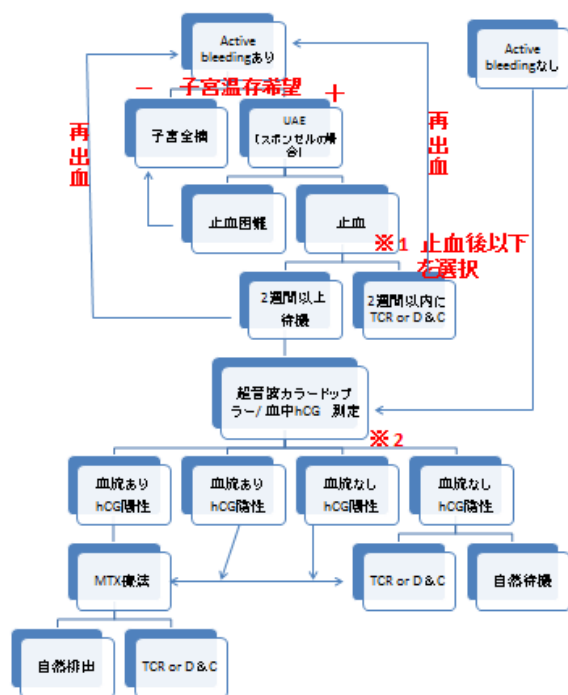 Active
bleedingあり
Active
bleedingなし
－ 子宮温存希望 ＋
再出血
再出血
子宮全摘
UAE
(スポンゼルの場
合)
止血困難
止血
※1 止血後以下
を選択
2週間以上
待機
2週間以内に
TCR or D＆C
超音波カラードップ
ラー/ 血中hCG 測定
※2
血流あり
hCG陽性
血流あり
hCG陰性
血流なし
hCG陽性
血流なし
hCG陰性
MTX療法
TCR or D＆C
自然待機
自然排出
TCR or D＆C